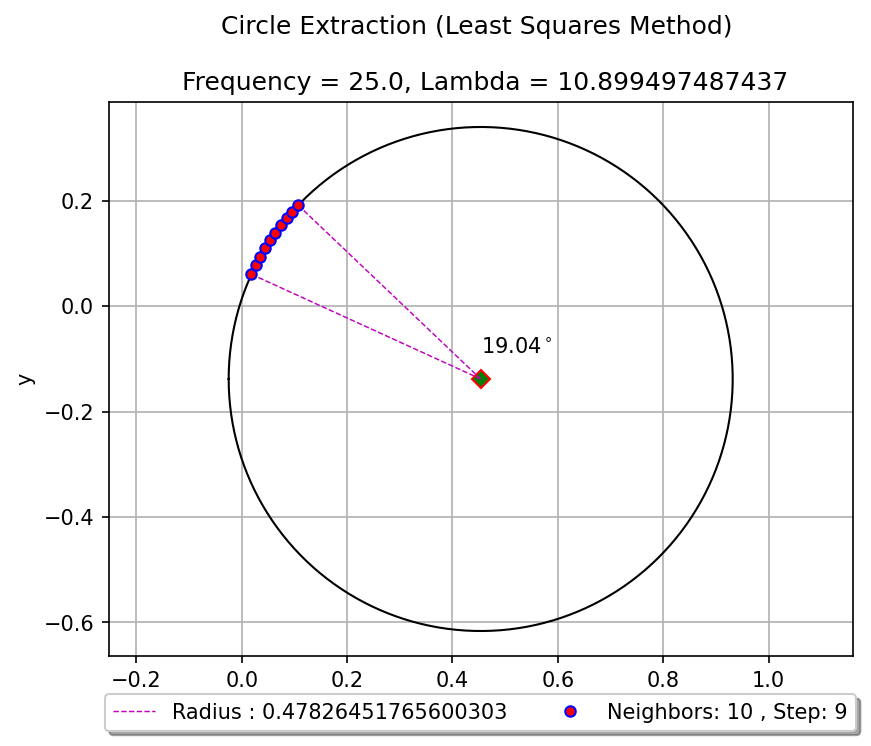 Circle Extraction (Least Squares Method)
Frequency = 25.0, Lambda = 10.899497487437
0.2
0.0
−0.2
−0.4
−0.6
y
19.04°
−0.2
0.0
0.2
0.4
0.6
0.8
1.0
Radius : 0.47826451765600303
Neighbors: 10 , Step: 9